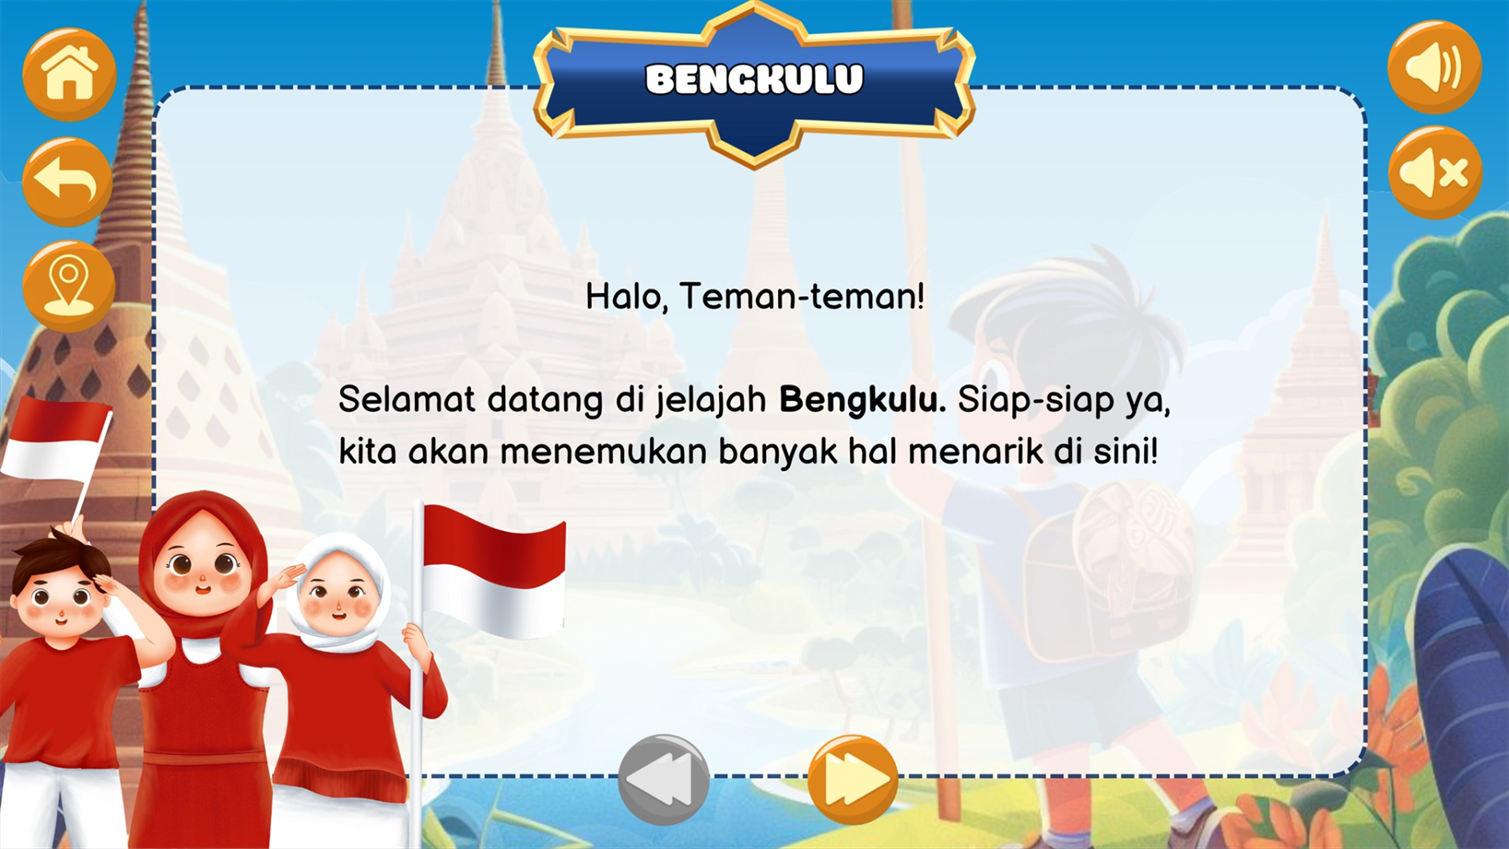 BENGKULU
Halo, Teman-teman!
Selamat datang di jelajah Bengkulu. Siap-siap ya,
kita akan menemukan banyak hal menarik di sini!